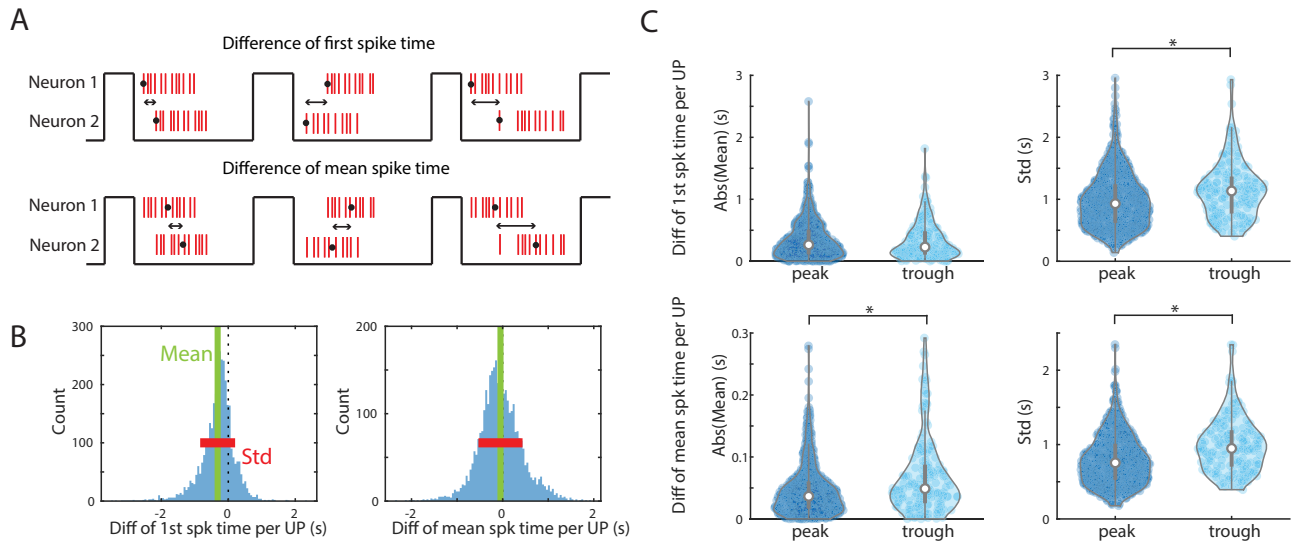 A
Difference of first spike time
Neuron 1
Neuron 2
Difference of mean spike time
Neuron 1
Neuron 2
B
300
200
100
0
Count
Mean
Std
-2
0
2
Diff of 1st spk time per UP (s)
200
100
0
Count
-2
0
2
Diff of mean spk time per UP (s)
C
Diff of 1st spk time per UP
Abs(Mean) (s)
3
2
1
0
peak
trough
*
Std (s)
3
2
1
0
peak
trough
Diff of mean spk time per UP
Abs(Mean) (s)
*
0.3
0.2
0.1
0
peak
trough
*
Std (s)
3
2
1
0
peak
trough